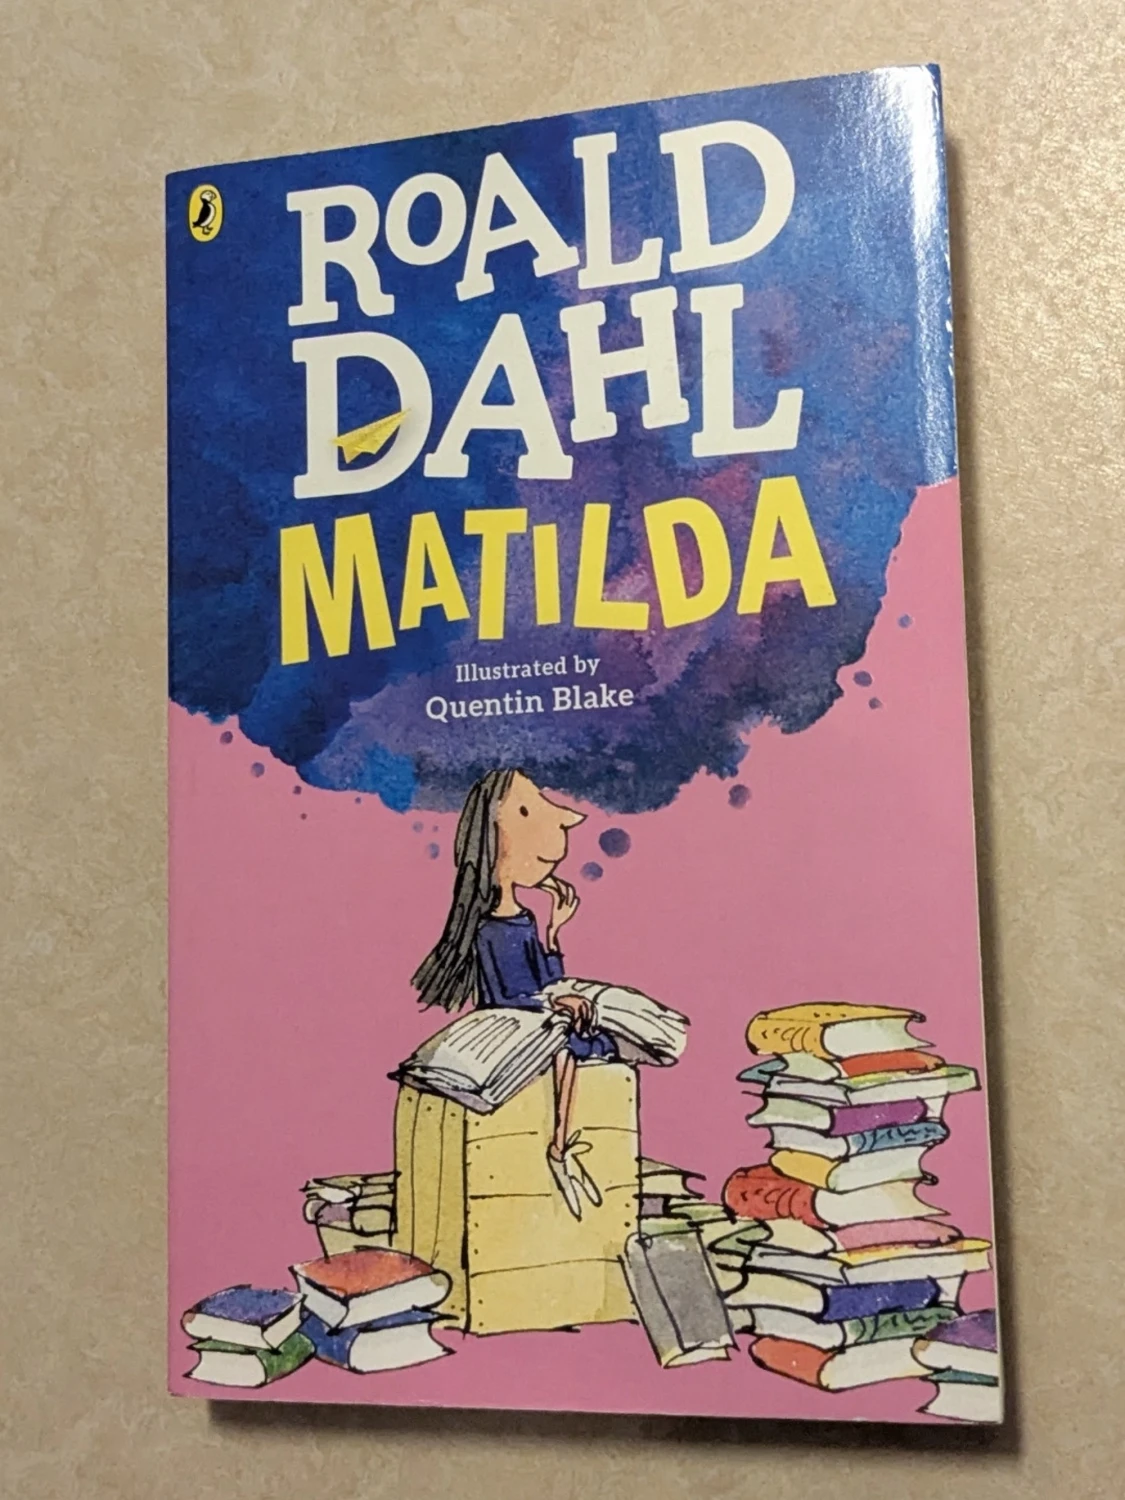 ROALD
DAHL
MATILDA
Illustrated by
Quentin Blake